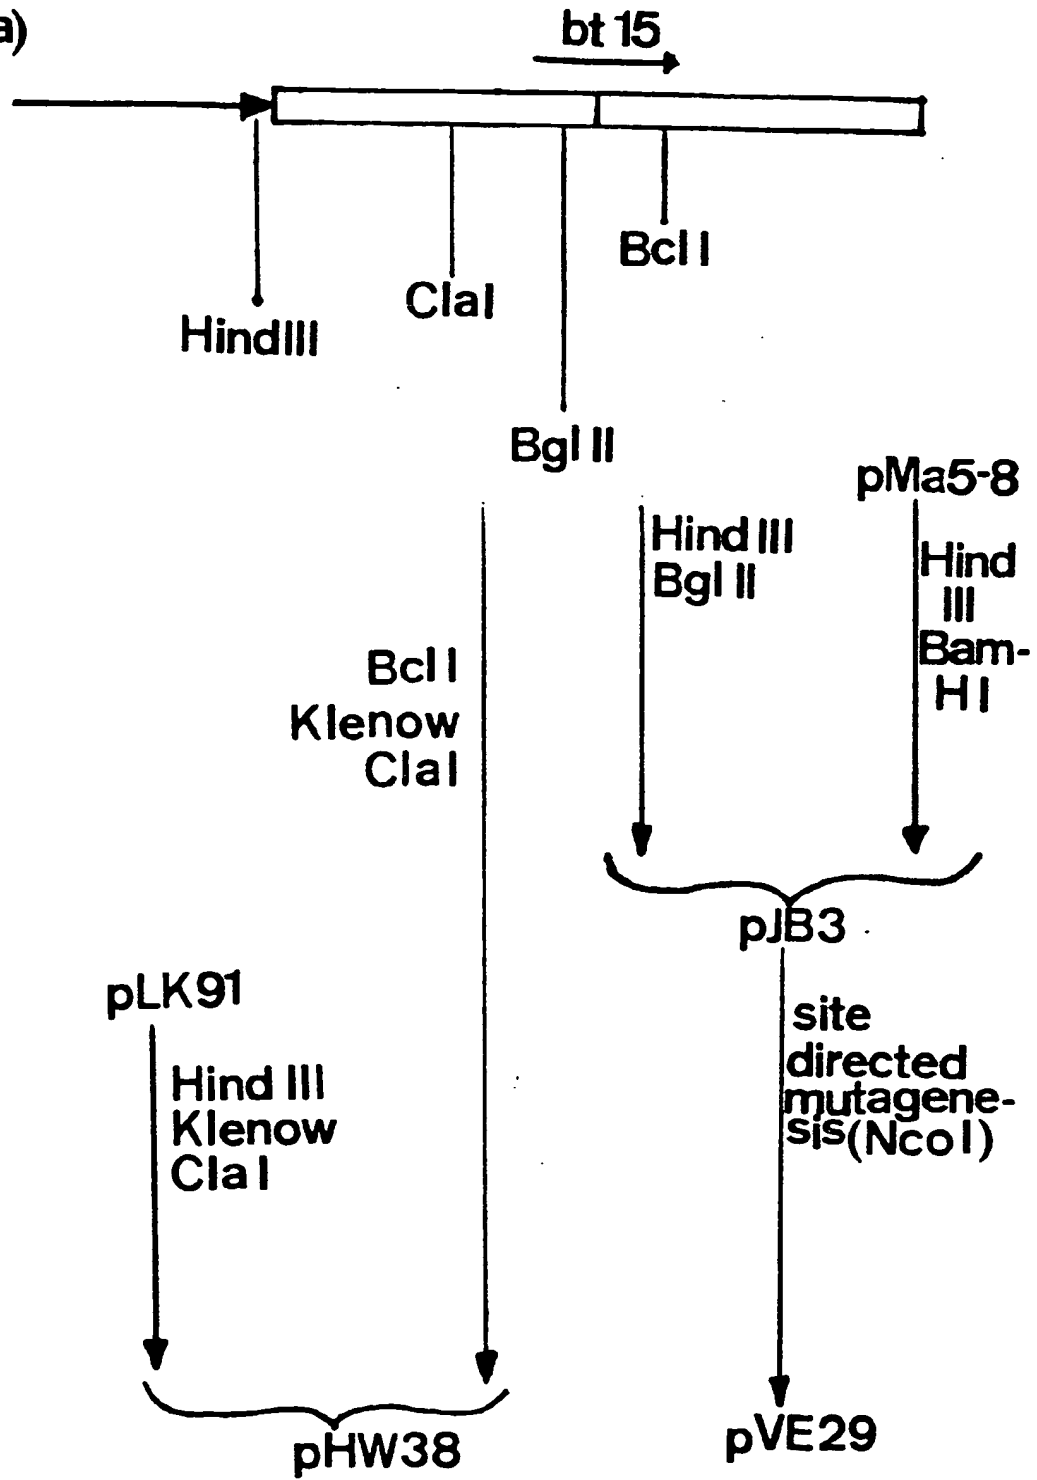 a)
bt 15
Bcl I
Cla I
Hind III
Bgl II
pMa5-8
Hind III
Bgl II
Hind
III
Bam-
H I
Bcl I
Klenow
Cla I
pJB3
pLK91
Hind III
Klenow
Cla I
site
directed
mutagene-
sis (Nco I)
pHW38
pVE29